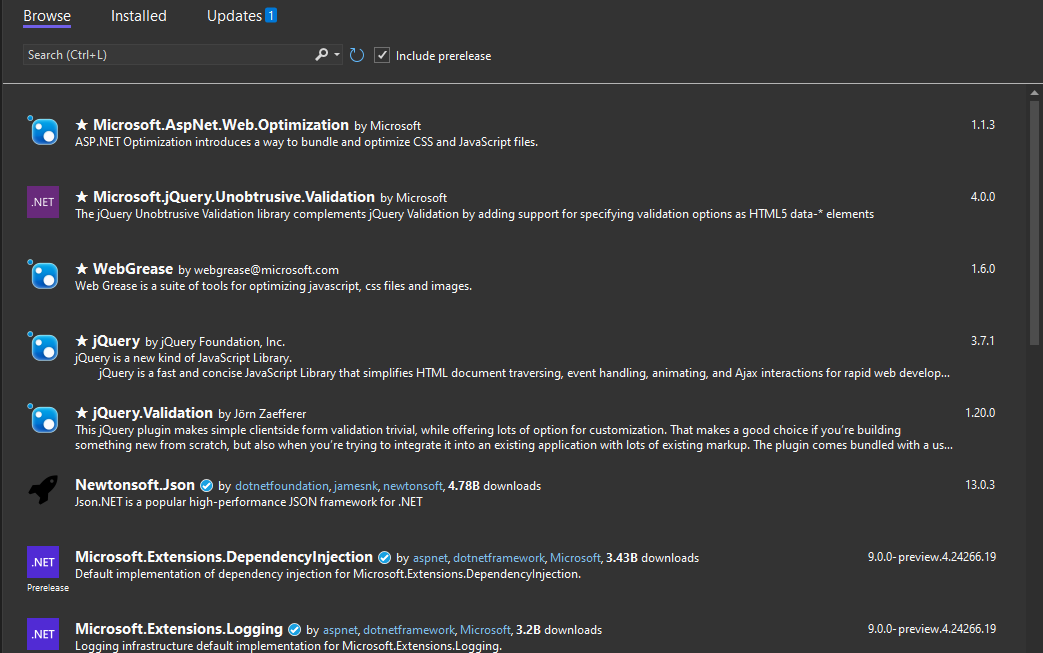 Browse Installed Updates 1
Search (Ctrl+L) Include prerelease
★ Microsoft.AspNet.Web.Optimization by Microsoft 1.1.3
ASP.NET Optimization introduces a way to bundle and optimize CSS and JavaScript files.
.NET ★ Microsoft.jQuery.Unobtrusive.Validation by Microsoft 4.0.0
The jQuery Unobtrusive Validation library complements jQuery Validation by adding support for specifying validation options as HTML5 data-* elements
★ WebGrease by webgrease@microsoft.com 1.6.0
Web Grease is a suite of tools for optimizing javascript, css files and images.
★ jQuery by jQuery Foundation, Inc. 3.7.1
jQuery is a new kind of JavaScript Library.
jQuery is a fast and concise JavaScript Library that simplifies HTML document traversing, event handling, animating, and Ajax interactions for rapid web develop...
★ jQuery.Validation by Jörn Zaefferer 1.20.0
This jQuery plugin makes simple clientside form validation trivial, while offering lots of option for customization. That makes a good choice if you're building
something new from scratch, but also when you're trying to integrate it into an existing application with lots of existing markup. The plugin comes bundled with a us...
Newtonsoft.Json by dotnetfoundation, jamesnk, newtonsoft, 4.78B downloads 13.0.3
Json.NET is a popular high-performance JSON framework for .NET
.NET Microsoft.Extensions.DependencyInjection by aspnet, dotnetframework, Microsoft, 3.43B downloads 9.0.0-preview.4.24266.19
Default implementation of dependency injection for Microsoft.Extensions.DependencyInjection.
Prerelease
.NET Microsoft.Extensions.Logging by aspnet, dotnetframework, Microsoft, 3.2B downloads 9.0.0-preview.4.24266.19
Logging infrastructure default implementation for Microsoft.Extensions.Logging.